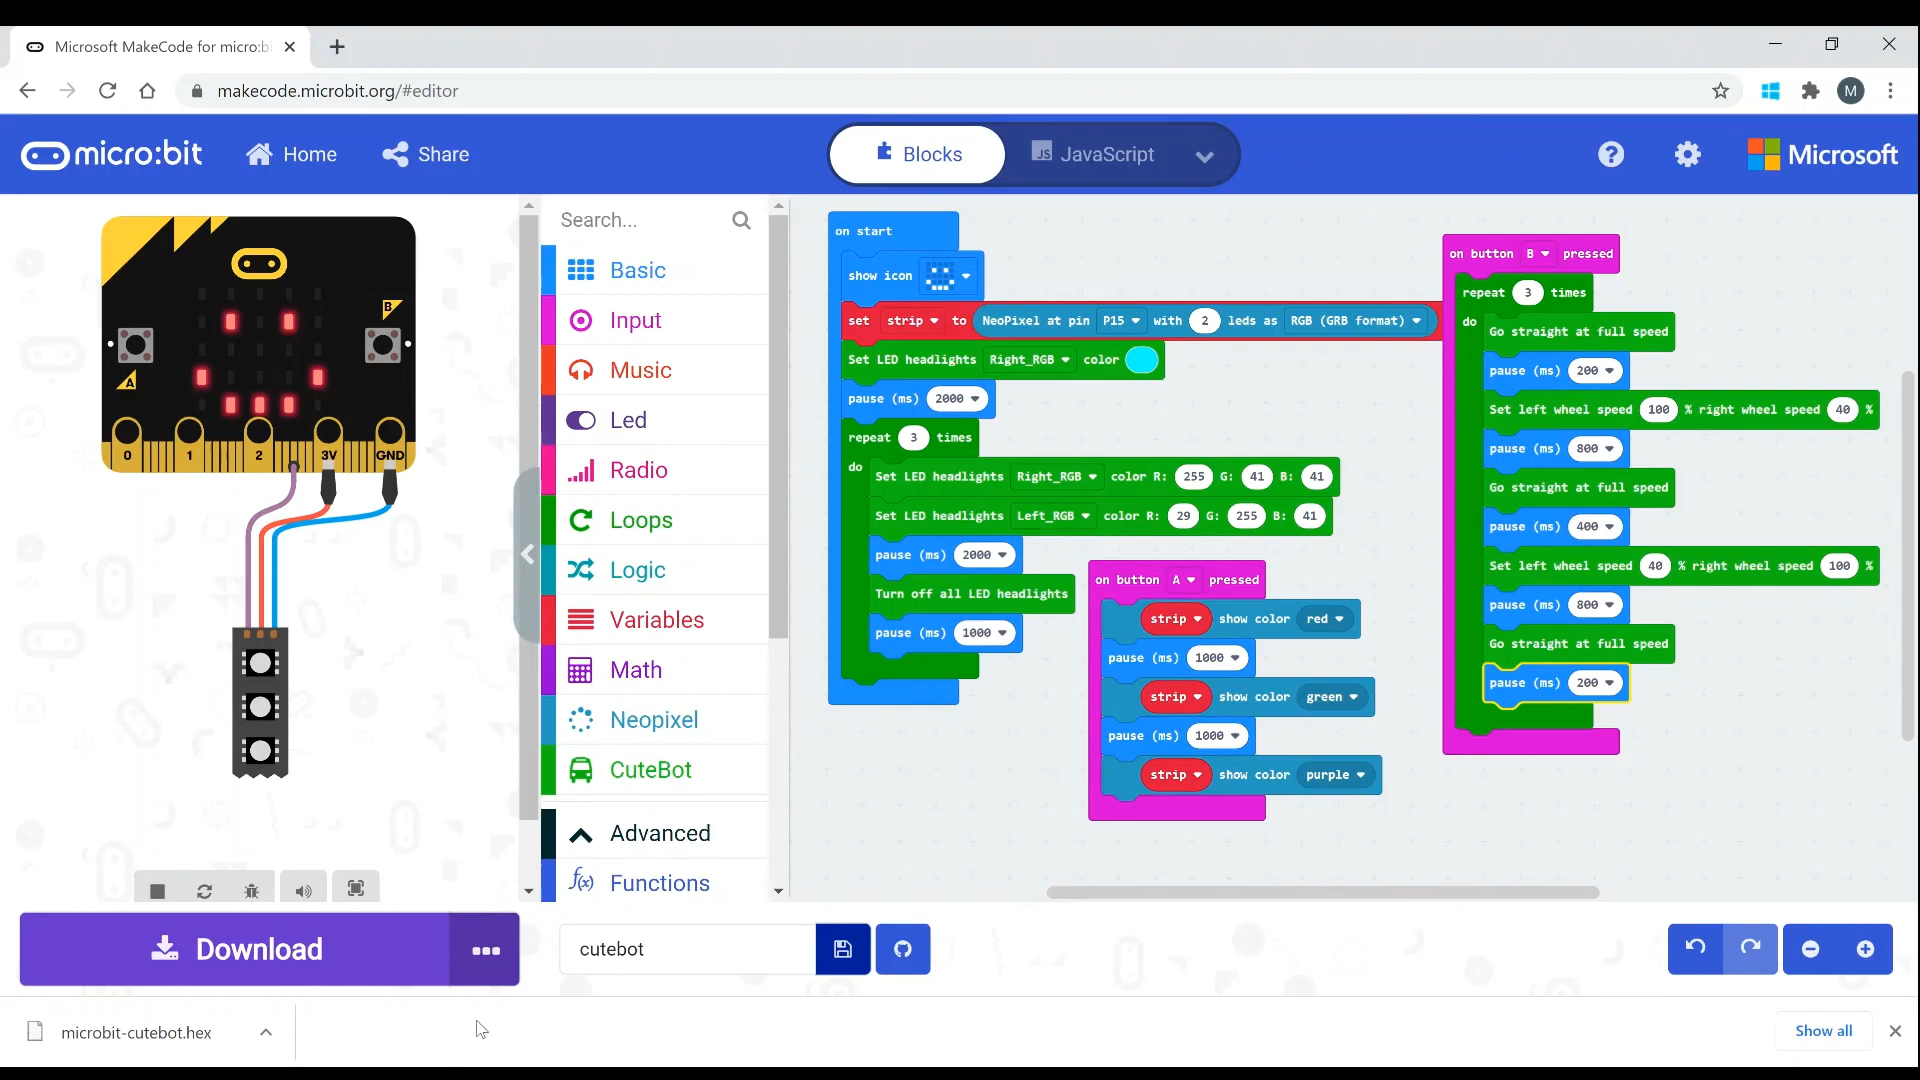 Microsoft MakeCode for micro:bi
makecode.microbit.org/#editor
M
micro:bit
Home
Share
Blocks
JS JavaScript
?
Microsoft
A
B
0 1 2 3V GND
Search...
Basic
Input
Music
Led
Radio
Loops
Logic
Variables
Math
Neopixel
CuteBot
Advanced
f(x) Functions
on start
show icon
set strip to NeoPixel at pin P15 with 2 leds as RGB (GRB format)
Set LED headlights Right_RGB color
pause (ms) 2000
repeat 3 times
do
Set LED headlights Right_RGB color R: 255 G: 41 B: 41
Set LED headlights Left_RGB color R: 29 G: 255 B: 41
pause (ms) 2000
Turn off all LED headlights
pause (ms) 1000
on button A pressed
strip show color red
pause (ms) 1000
strip show color green
pause (ms) 1000
strip show color purple
on button B pressed
repeat 3 times
do
Go straight at full speed
pause (ms) 200
Set left wheel speed 100 % right wheel speed 40 %
pause (ms) 800
Go straight at full speed
pause (ms) 400
Set left wheel speed 40 % right wheel speed 100 %
pause (ms) 800
Go straight at full speed
pause (ms) 200
Download
cutebot
microbit-cutebot.hex
Show all